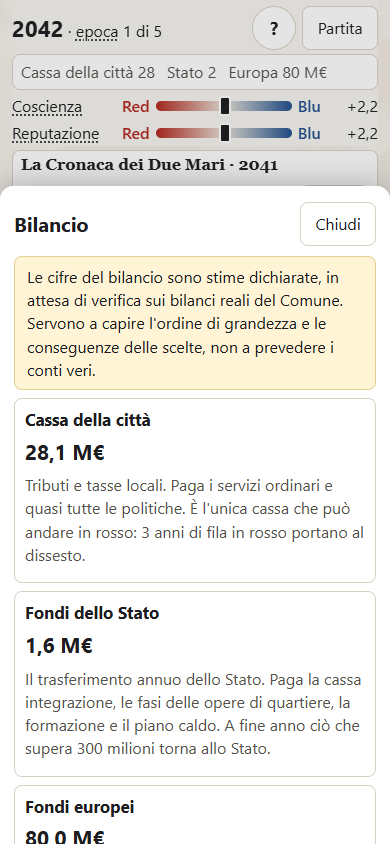 2042 · epoca 1 di 5
?
Partita
Cassa della città 28 Stato 2 Europa 80 M€
Coscienza Red Blu +2,2
Reputazione Red Blu +2,2
La Cronaca dei Due Mari · 2041
Bilancio
Chiudi
Le cifre del bilancio sono stime dichiarate, in
attesa di verifica sui bilanci reali del Comune.
Servono a capire l'ordine di grandezza e le
conseguenze delle scelte, non a prevedere i
conti veri.
Cassa della città
28,1 M€
Tributi e tasse locali. Paga i servizi ordinari e
quasi tutte le politiche. È l'unica cassa che può
andare in rosso: 3 anni di fila in rosso portano al
dissesto.
Fondi dello Stato
1,6 M€
Il trasferimento annuo dello Stato. Paga la cassa
integrazione, le fasi delle opere di quartiere, la
formazione e il piano caldo. A fine anno ciò che
supera 300 milioni torna allo Stato.
Fondi europei
80,0 M€